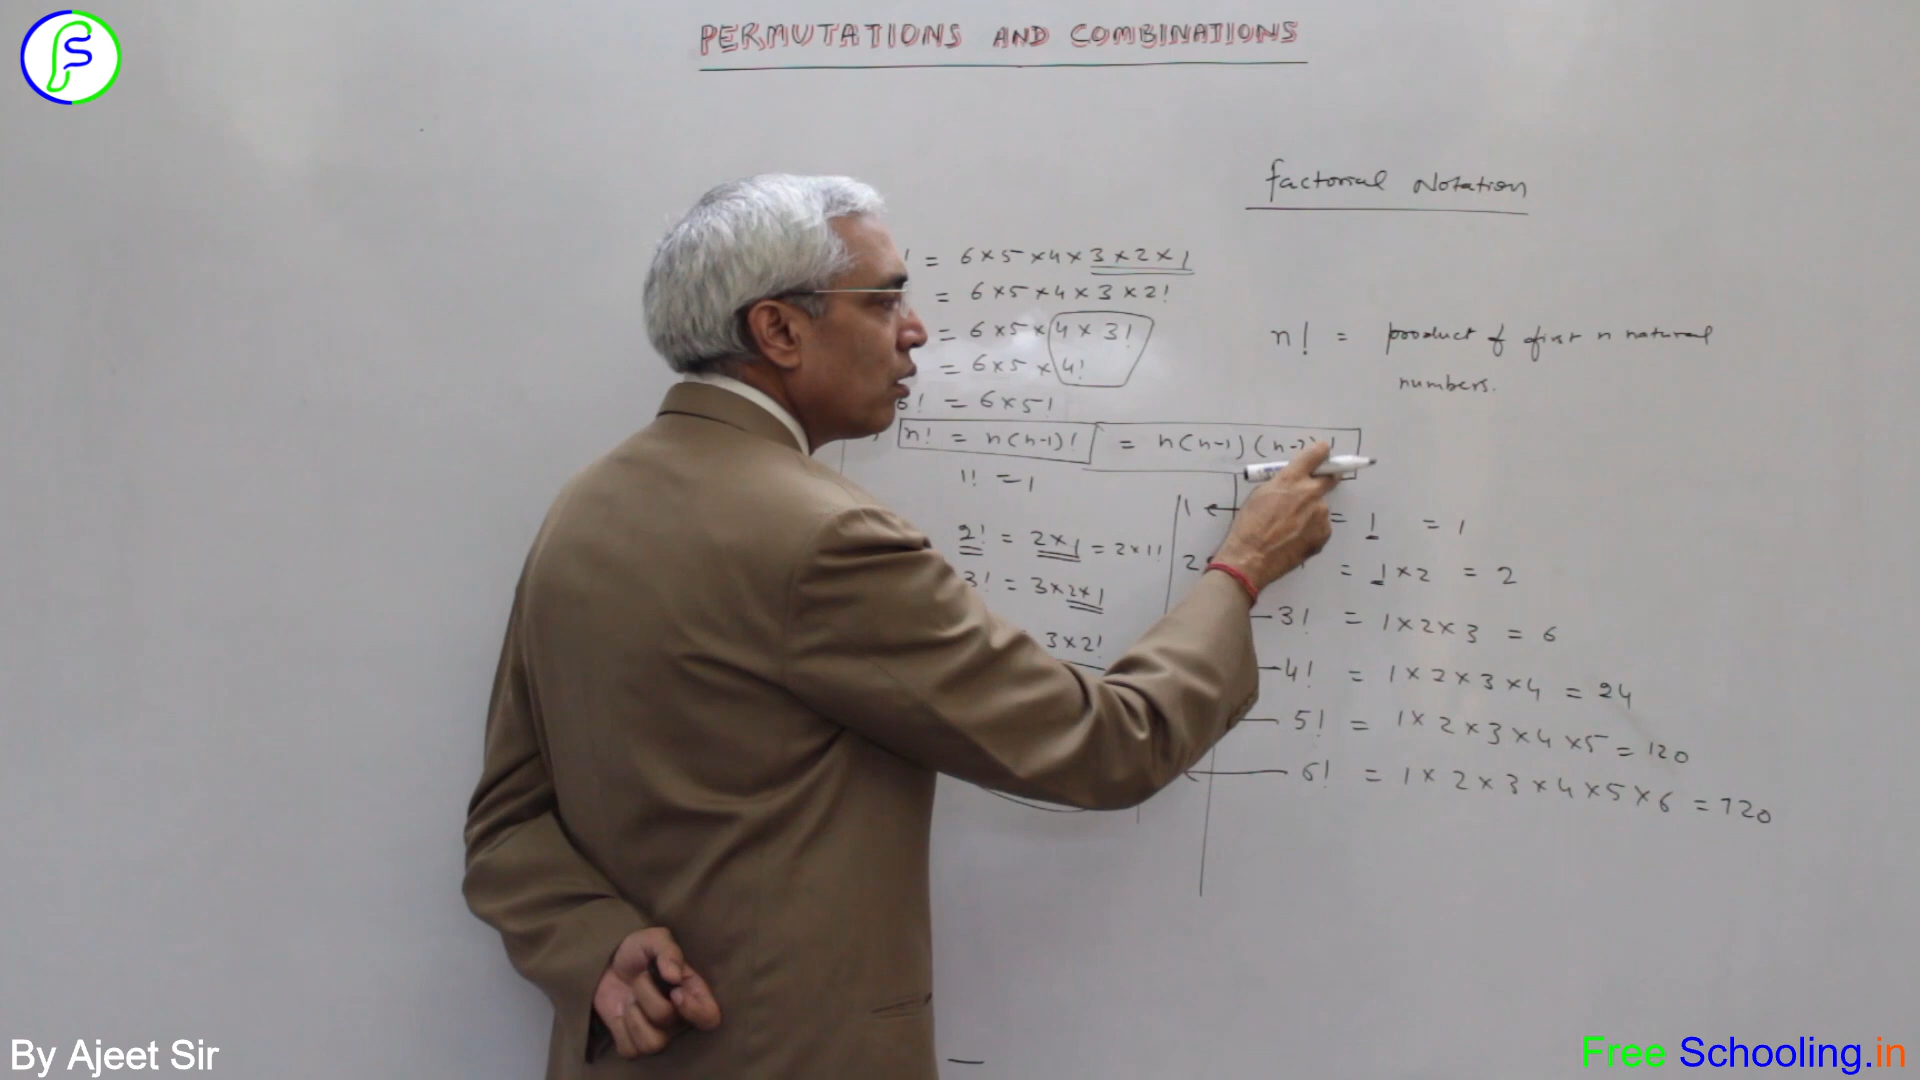 PERMUTATIONS AND COMBINATIONS
Factorial Notation
! = 6×5×4×3×2×1
= 6×5×4×3×2!
= 6×5×4×3!
= 6×5×4!
6! = 6×5!
n! = n(n-1)! = n(n-1)(n-2)!
1! = 1
2! = 2×1 = 2×1!
3! = 3×2×1
3×2!
n! = product of first n natural
numbers.
1 ← = 1 = 1
2 = 1×2 = 2
3! = 1×2×3 = 6
4! = 1×2×3×4 = 24
5! = 1×2×3×4×5 = 120
6! = 1×2×3×4×5×6 = 720
By Ajeet Sir
Free Schooling.in